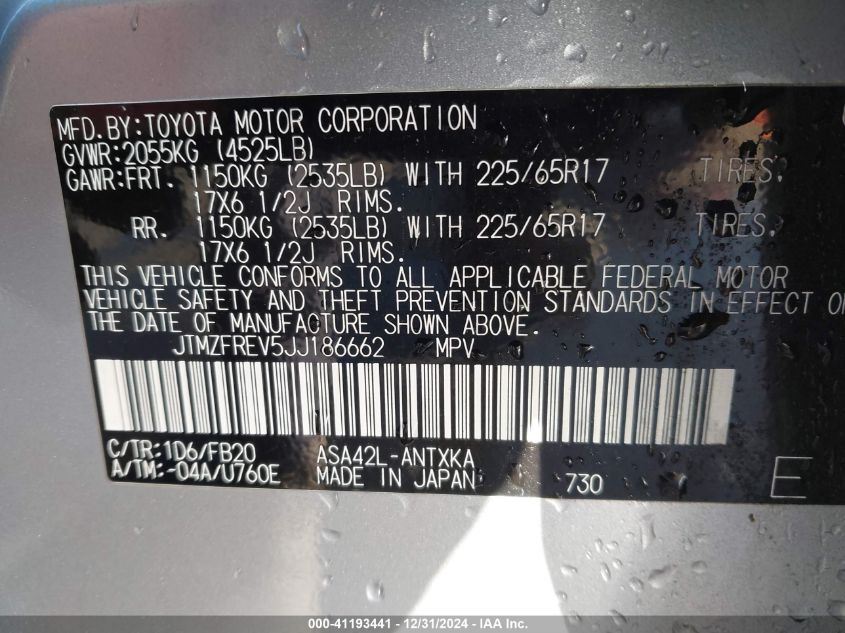 MFD.BY:TOYOTA MOTOR CORPORATION
GVWR:2055KG (4525LB)
GAWR:FRT. 1150KG (2535LB) WITH 225/65R17 TIRES,
17X6 1/2J RIMS.
RR. 1150KG (2535LB) WITH 225/65R17 TIRES,
17X6 1/2J RIMS.
THIS VEHICLE CONFORMS TO ALL APPLICABLE FEDERAL MOTOR
VEHICLE SAFETY AND THEFT PREVENTION STANDARDS IN EFFECT
THE DATE OF MANUFACTURE SHOWN ABOVE.
JTMZFREV5JJ186662 MPV
C/TR:1D6/FB20 ASA42L-ANTXKA
A/TM:-04A/U760E MADE IN JAPAN 730 E
000-41193441 - 12/31/2024 - IAA Inc.